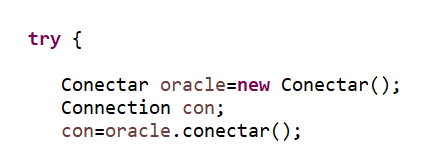 try {
Conectar oracle=new Conectar();
Connection con;
con=oracle.conectar();